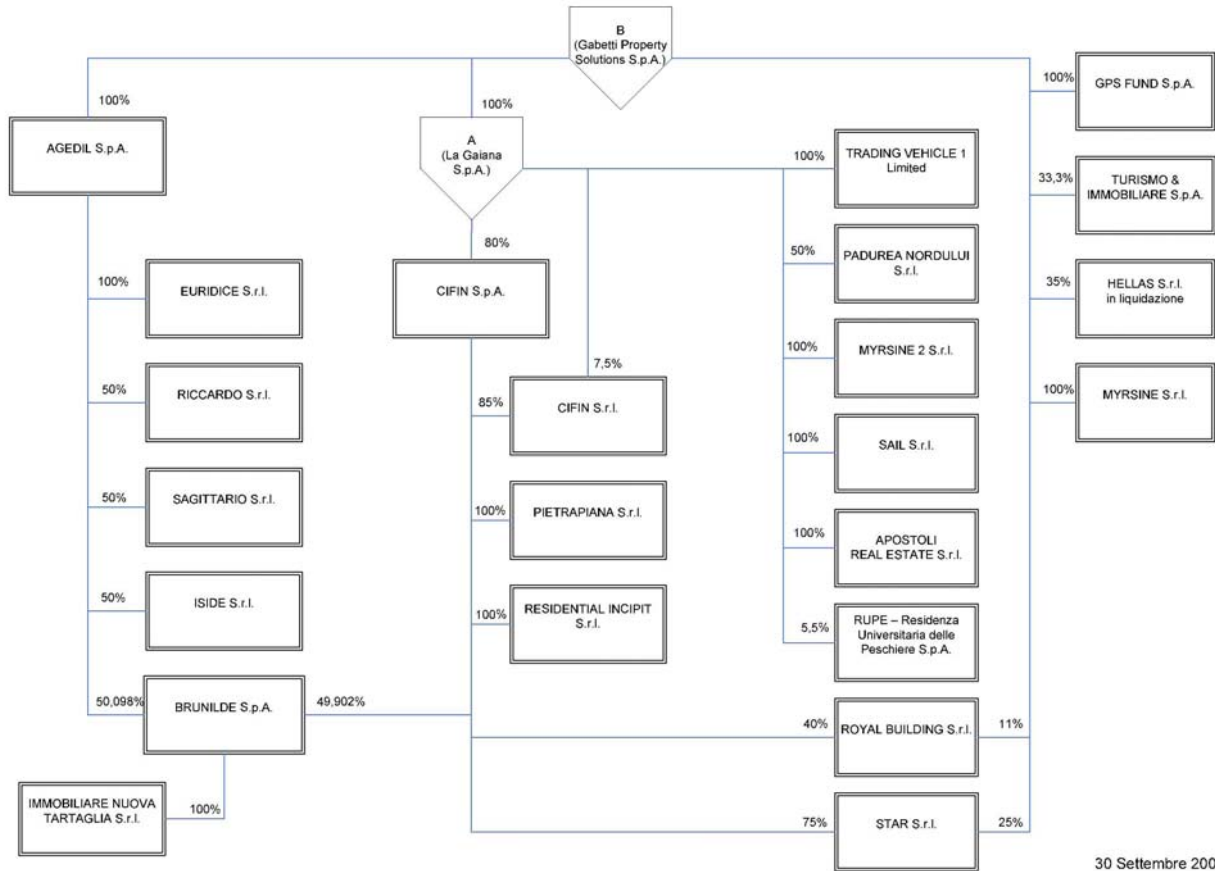 B
(Gabetti Property
Solutions S.p.A.)
100%
100%
100%
AGEDIL S.p.A.
A
(La Gaiana
S.p.A.)
100%
TRADING VEHICLE 1
Limited
GPS FUND S.p.A.
33,3%
TURISMO &
IMMOBILIARE S.p.A.
80%
CIFIN S.p.A.
50%
PADUREA NORDULUI
S.r.l.
35%
HELLAS S.r.l.
in liquidazione
100%
EURIDICE S.r.l.
7,5%
100%
MYRSINE 2 S.r.l.
100%
MYRSINE S.r.l.
50%
RICCARDO S.r.l.
85%
CIFIN S.r.l.
100%
SAIL S.r.l.
50%
SAGITTARIO S.r.l.
100%
PIETRAPIANA S.r.l.
100%
APOSTOLI
REAL ESTATE S.r.l.
50%
ISIDE S.r.l.
100%
RESIDENTIAL INCIPIT
S.r.l.
5,5%
RUPE – Residenza
Universitaria delle
Peschiere S.p.A.
50,098%
BRUNILDE S.p.A.
49,902%
40%
ROYAL BUILDING S.r.l.
11%
IMMOBILIARE NUOVA
TARTAGLIA S.r.l.
100%
75%
STAR S.r.l.
25%
30 Settembre 200